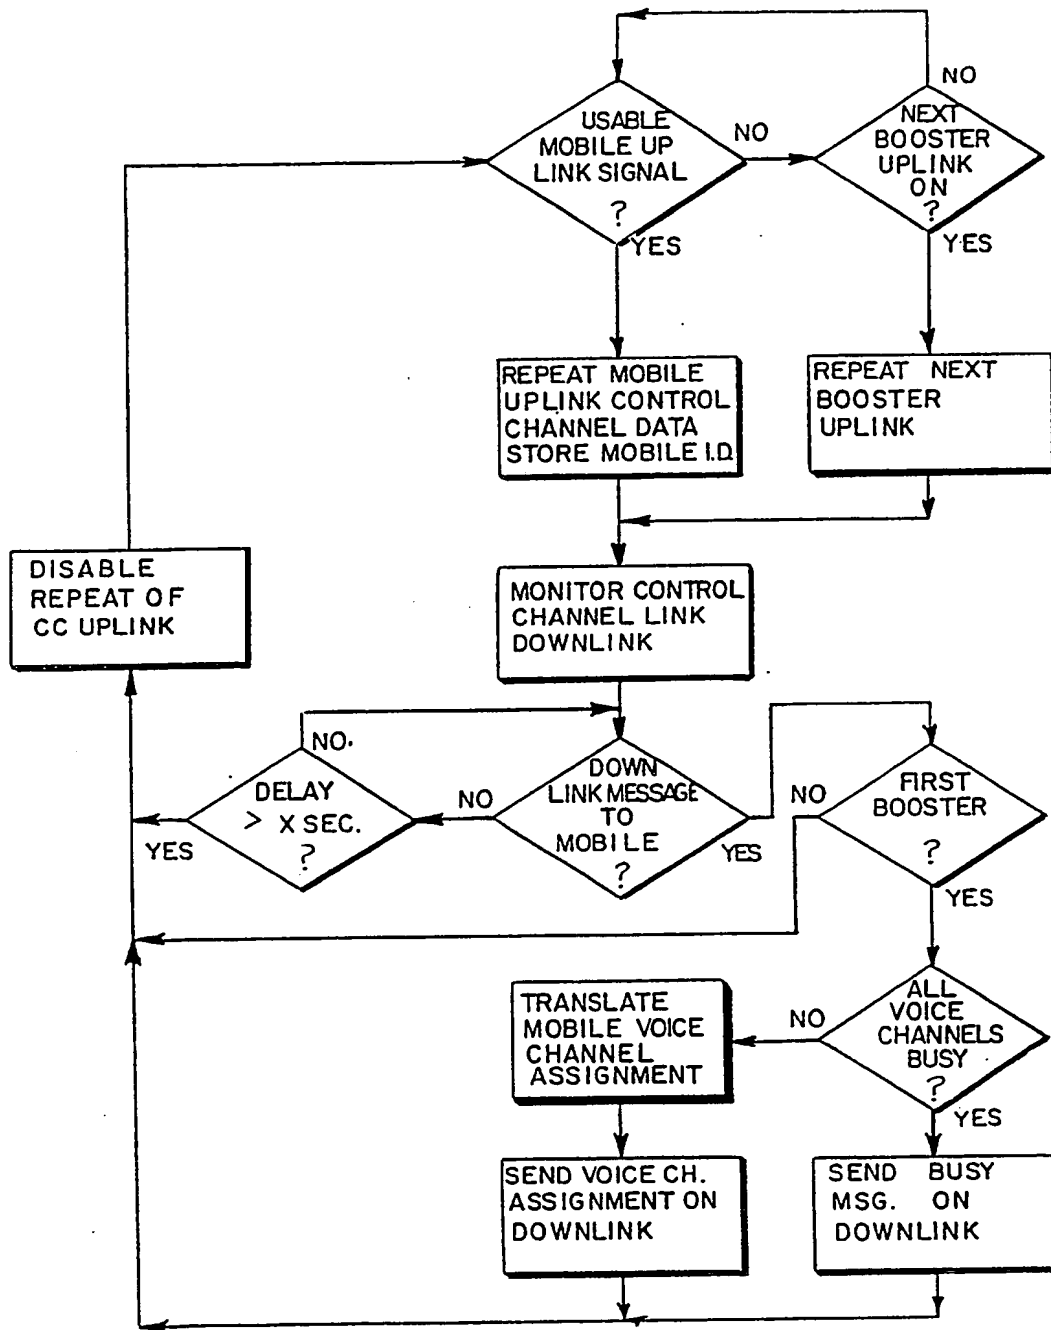 NO
USABLE
MOBILE UP
LINK SIGNAL
?
NO
NEXT
BOOSTER
UPLINK
ON
?
YES
YES
REPEAT MOBILE
UPLINK CONTROL
CHANNEL DATA
STORE MOBILE I.D.
REPEAT NEXT
BOOSTER
UPLINK
DISABLE
REPEAT OF
CC UPLINK
MONITOR CONTROL
CHANNEL LINK
DOWNLINK
NO.
DELAY
> X SEC.
?
YES
NO
DOWN
LINK MESSAGE
TO
MOBILE
?
YES
NO
FIRST
BOOSTER
?
YES
TRANSLATE
MOBILE VOICE
CHANNEL
ASSIGNMENT
NO
ALL
VOICE
CHANNELS
BUSY
?
YES
SEND VOICE CH.
ASSIGNMENT ON
DOWNLINK
SEND BUSY
MSG. ON
DOWNLINK